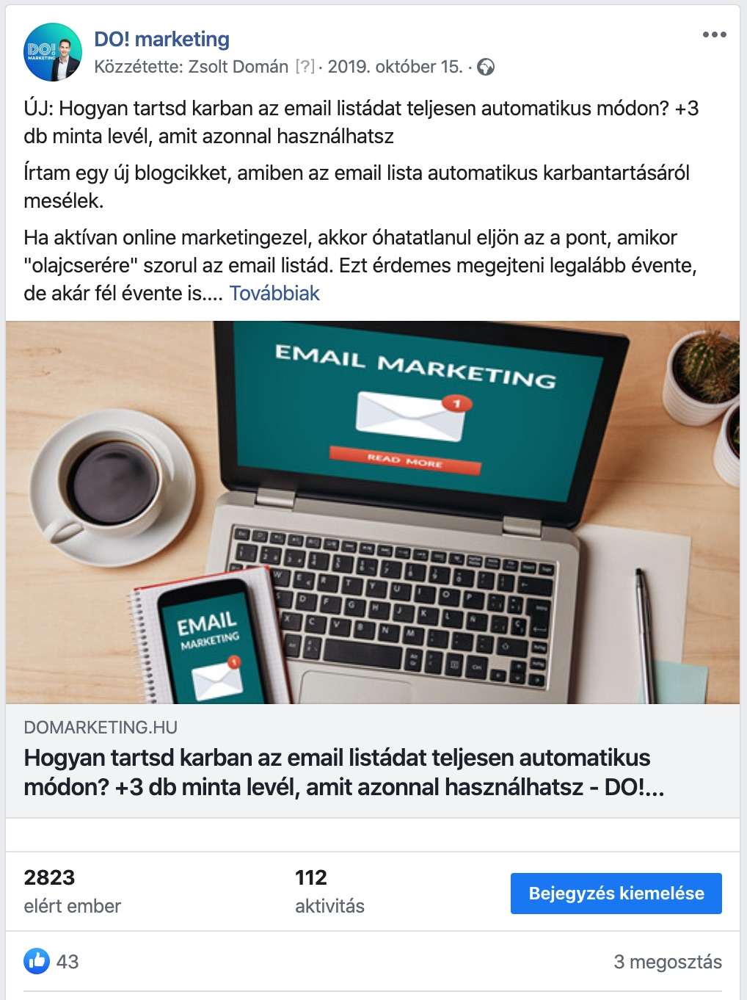 DO! marketing
Közzétette: Zsolt Domán [?] · 2019. október 15. ·
DO!
MARKETING
ÚJ: Hogyan tartsd karban az email listádat teljesen automatikus módon? +3
db minta levél, amit azonnal használhatsz
Írtam egy új blogcikket, amiben az email lista automatikus karbantartásáról
mesélek.
Ha aktívan online marketingezel, akkor óhatatlanul eljön az a pont, amikor
"olajcserére" szorul az email listád. Ezt érdemes megejteni legalább évente,
de akár fél évente is.... Továbbiak
EMAIL MARKETING
1
READ MORE
EMAIL
MARKETING
1
DOMARKETING.HU
Hogyan tartsd karban az email listádat teljesen automatikus
módon? +3 db minta levél, amit azonnal használhatsz - DO!...
2823
elért ember
112
aktivitás
Bejegyzés kiemelése
43
3 megosztás